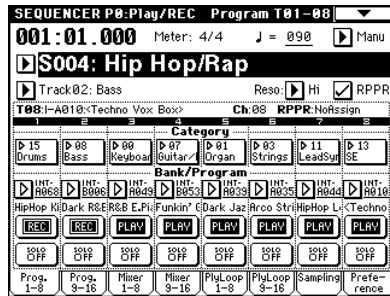 SEQUENCER P0:Play/REC Program T01-08
001:01.000 Meter: 4/4 ♩= 090 Manu
S004: Hip Hop/Rap
Track02: Bass Reso: Hi RPPR
T08:I-A010:<Techno Vox Box> Ch:08 RPPR:NoAssign
1 2 3 4 5 6 7 8
Category
15 08 00 07 01 03 11 13
Drums Bass Keyboar Guitar/ Organ Strings LeadSyn SE
Bank/Program
INT- INT- INT- INT- INT- INT- INT- INT-
A068 B006 A049 B053 A039 A035 A044 A010
HipHop Ki Dark R&B R&B E.Pia Funkin' G Dark Jaz Arco Stri HipHop L <Techno
REC REC PLAY PLAY PLAY PLAY PLAY PLAY
SOLO SOLO SOLO SOLO SOLO SOLO SOLO SOLO
OFF OFF OFF OFF OFF OFF OFF OFF
Prog. Prog. Mixer Mixer PlyLoop PlyLoop Sampling Prefe-
1-8 9-16 1-8 9-16 1-8 9-16 rence